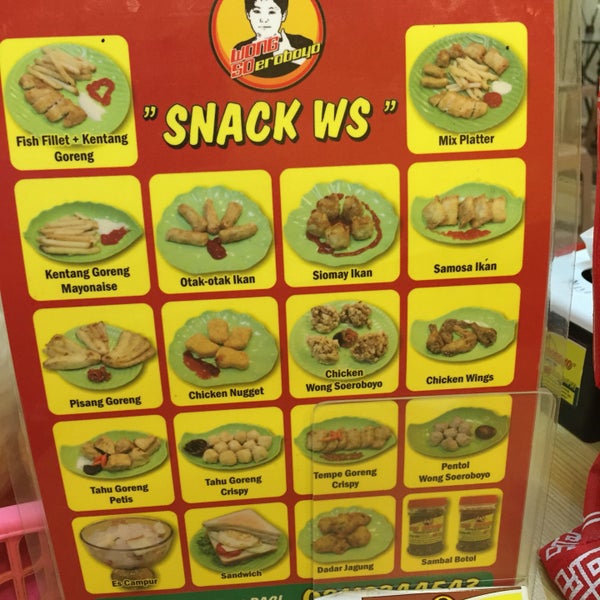 WONG
SOeroboyo
" SNACK WS "
Fish Fillet + Kentang
Goreng
Mix Platter
Kentang Goreng
Mayonaise
Otak-otak Ikan
Siomay Ikan
Samosa Ikan
Pisang Goreng
Chicken Nugget
Chicken
Wong Soeroboyo
Chicken Wings
Tahu Goreng
Petis
Tahu Goreng
Crispy
Tempe Goreng
Crispy
Pentol
Wong Soeroboyo
Es Campur
Sandwich
Dadar Jagung
Sambal Botol